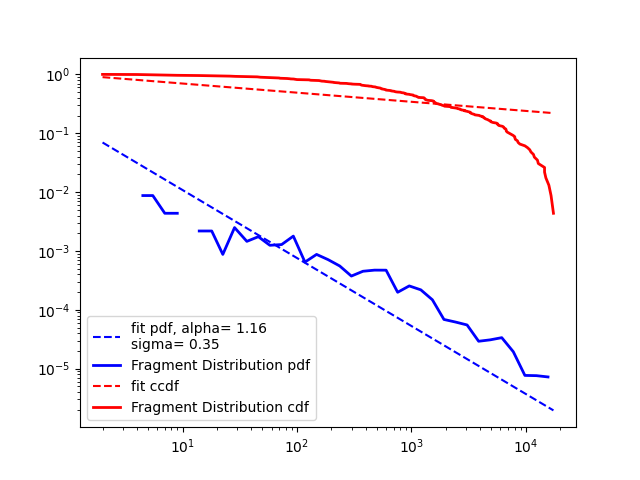 10⁰
10⁻¹
10⁻²
10⁻³
10⁻⁴
10⁻⁵
fit pdf, alpha= 1.16
sigma= 0.35
Fragment Distribution pdf
fit ccdf
Fragment Distribution cdf
10¹ 10² 10³ 10⁴